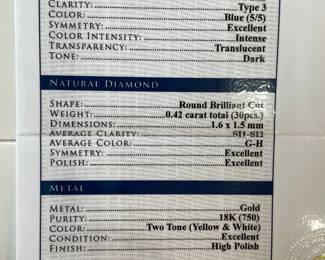 Clarity: Type 3
Color: Blue (5/5)
Symmetry: Excellent
Color Intensity: Intense
Transparency: Translucent
Tone: Dark
Natural Diamond
Shape: Round Brilliant Cut
Weight: 0.42 carat total (30pcs.)
Dimensions: 1.6 x 1.5 mm
Average Clarity: SI1-SI2
Average Color: G-H
Symmetry: Excellent
Polish: Excellent
Metal
Metal: Gold
Purity: 18K (750)
Color: Two Tone (Yellow & White)
Condition: Excellent
Finish: High Polish